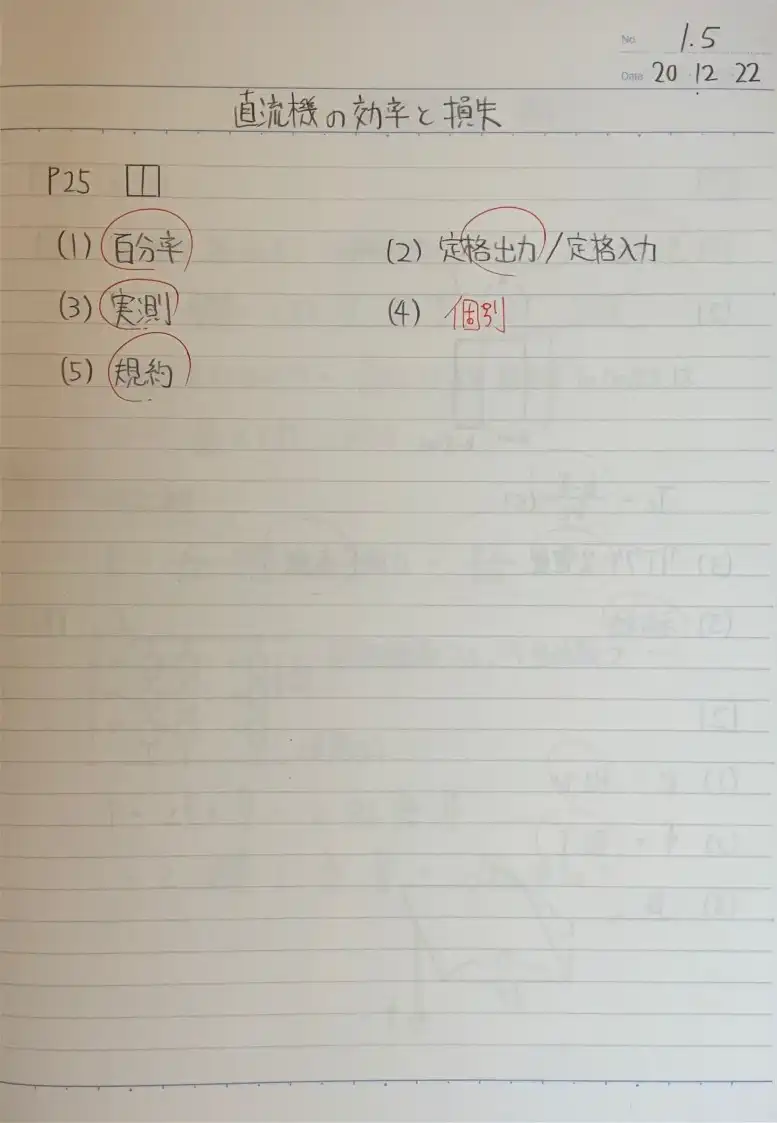 No. 1.5
Date 20・12・22
直流機の効率と損失
P25 1
(1) 百分率 (2) 定格出力/定格入力
(3) 実測 (4) 個別
(5) 規約